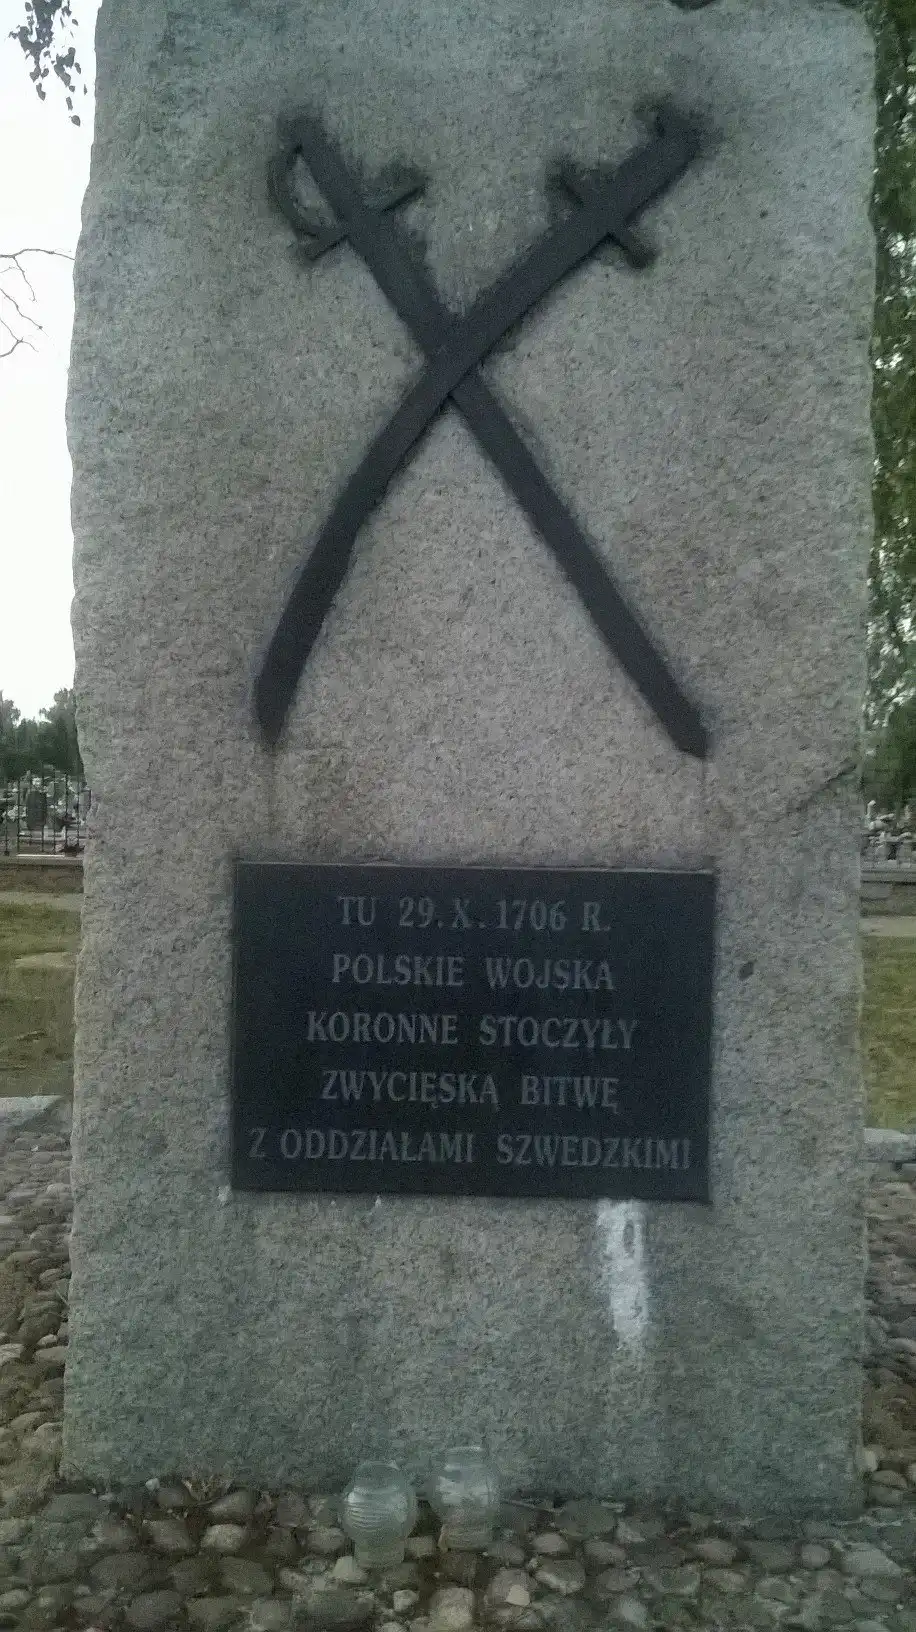 TU 29.X.1706 R.
POLSKIE WOJSKA
KORONNE STOCZYŁY
ZWYCIĘSKĄ BITWĘ
Z ODDZIAŁAMI SZWEDZKIMI